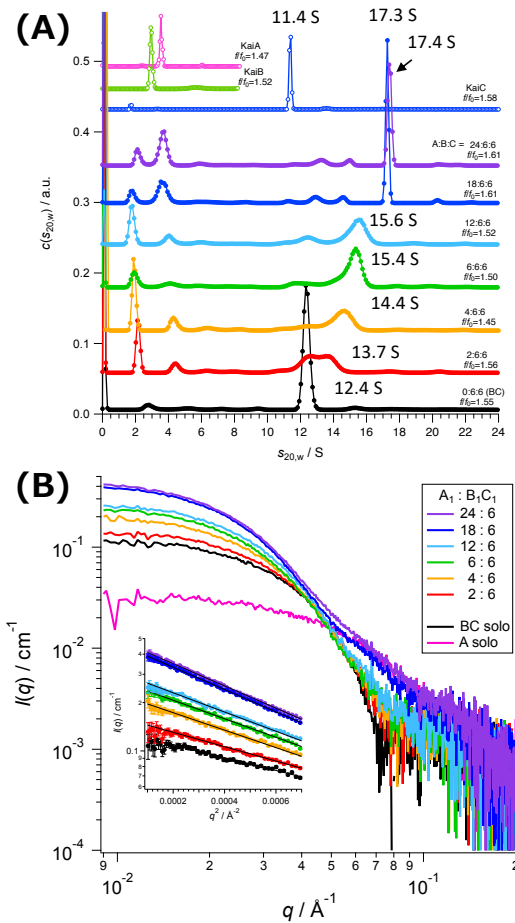 (A)
11.4 S
17.3 S
17.4 S
KaiA
f/f0=1.47
KaiB
f/f0=1.52
KaiC
f/f0=1.58
A:B:C = 24:6:6
f/f0=1.61
18:6:6
f/f0=1.61
15.6 S
12:6:6
f/f0=1.52
15.4 S
6:6:6
f/f0=1.50
14.4 S
4:6:6
f/f0=1.45
13.7 S
2:6:6
f/f0=1.56
12.4 S
0:6:6 (BC)
f/f0=1.55
c(s20,w) / a.u.
0.5
0.4
0.3
0.2
0.1
0.0
0 2 4 6 8 10 12 14 16 18 20 22 24
s20,w / S
(B)
A1 : B1C1
24 : 6
18 : 6
12 : 6
6 : 6
4 : 6
2 : 6
BC solo
A solo
I(q) / cm-1
10-1
10-2
10-3
10-4
5
4
3
2
0.1
9
8
7
6
I(q) / cm-1
0.0002 0.0004 0.0006
q2 / Å-2
9 2 3 4 5 6 7 8 9 2
10-2 10-1
q / Å-1